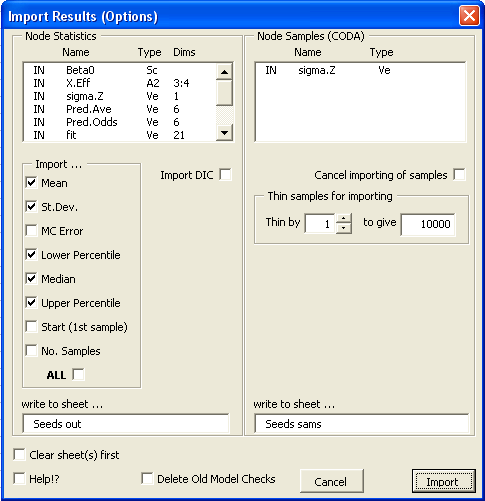 Import Results (Options)
Node Statistics
Name Type Dims
IN Beta0 Sc
IN X.Eff A2 3:4
IN sigma.Z Ve 1
IN Pred.Ave Ve 6
IN Pred.Odds Ve 6
IN fit Ve 21
Import ...
Mean
St.Dev.
MC Error
Lower Percentile
Median
Upper Percentile
Start (1st sample)
No. Samples
ALL
Import DIC
write to sheet ...
Seeds out
Node Samples (CODA)
Name Type
IN sigma.Z Ve
Cancel importing of samples
Thin samples for importing
Thin by 1 to give 10000
write to sheet ...
Seeds sams
Clear sheet(s) first
Help!? Delete Old Model Checks Cancel Import